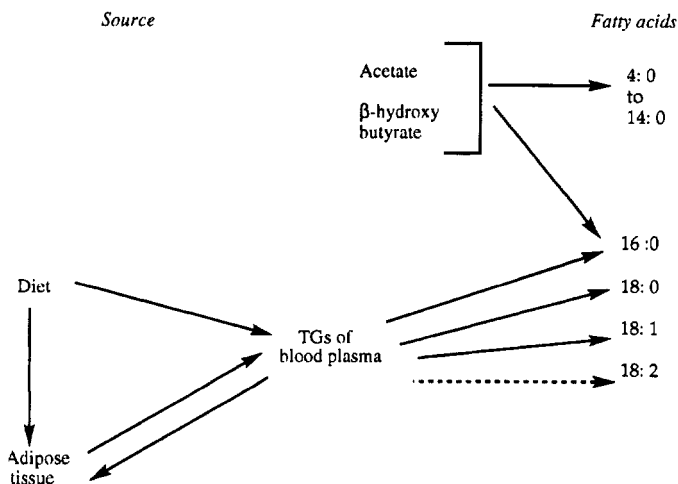 Source
Fatty acids
Acetate
β-hydroxy
butyrate
4: 0
to
14: 0
16 :0
18: 0
18: 1
18: 2
Diet
TGs of
blood plasma
Adipose
tissue